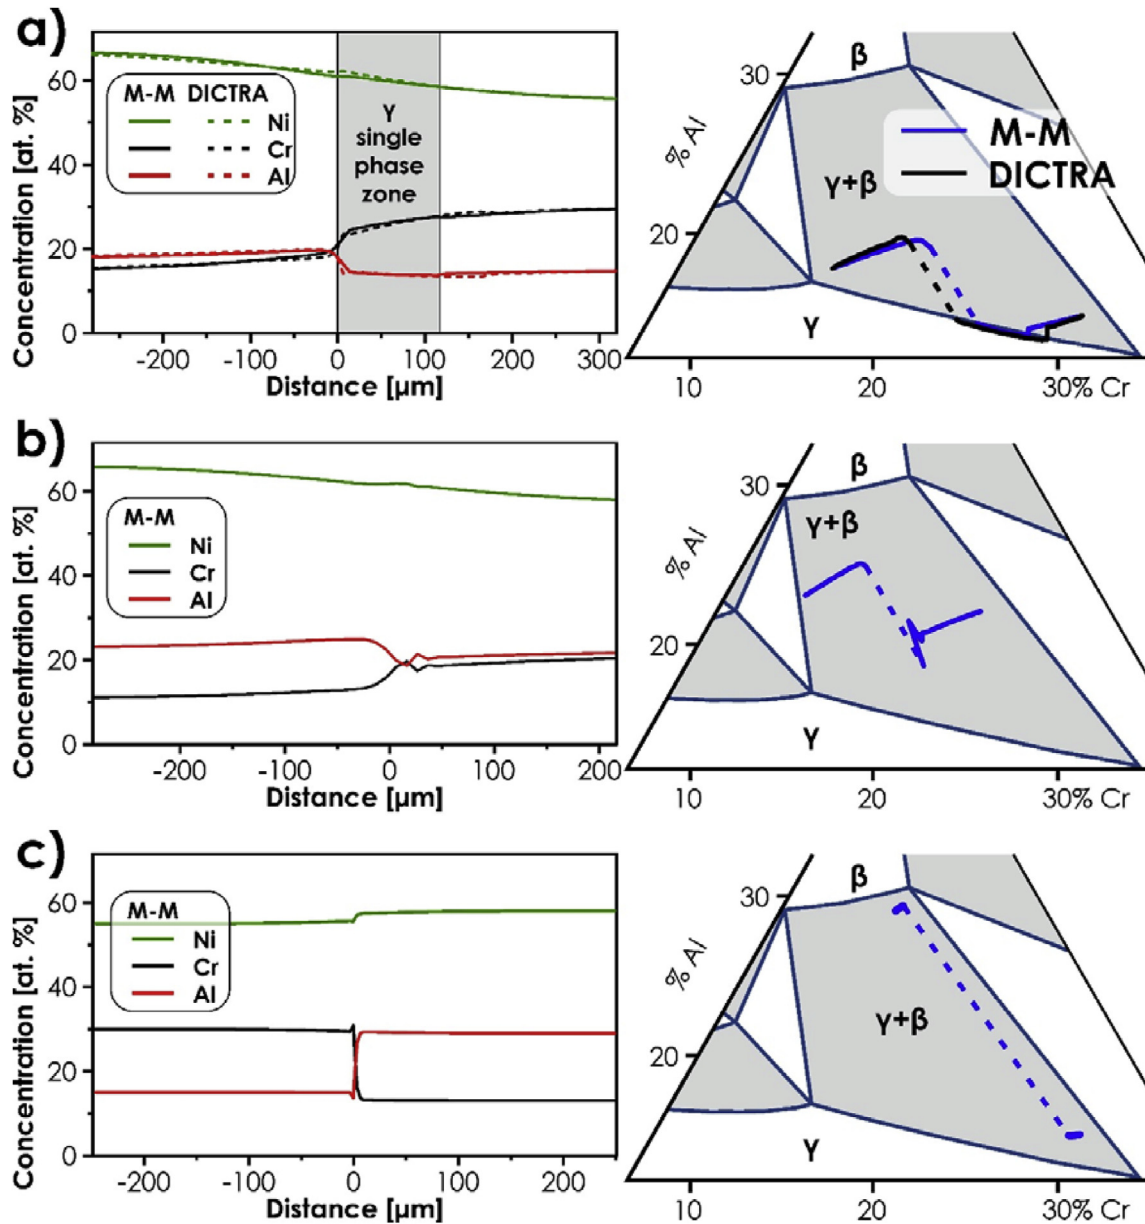 a)
Concentration [at. %]
60
40
20
0
M-M DICTRA
Ni
Cr
Al
γ
single
phase
zone
-200 -100 0 100 200 300
Distance [µm]
30
20
% Al
β
γ+β
γ
M-M
DICTRA
10 20 30% Cr
b)
Concentration [at. %]
60
40
20
0
M-M
Ni
Cr
Al
-200 -100 0 100 200
Distance [µm]
30
20
% Al
β
γ+β
γ
10 20 30% Cr
c)
Concentration [at. %]
60
40
20
0
M-M
Ni
Cr
Al
-200 -100 0 100 200
Distance [µm]
30
20
% Al
β
γ+β
γ
10 20 30% Cr